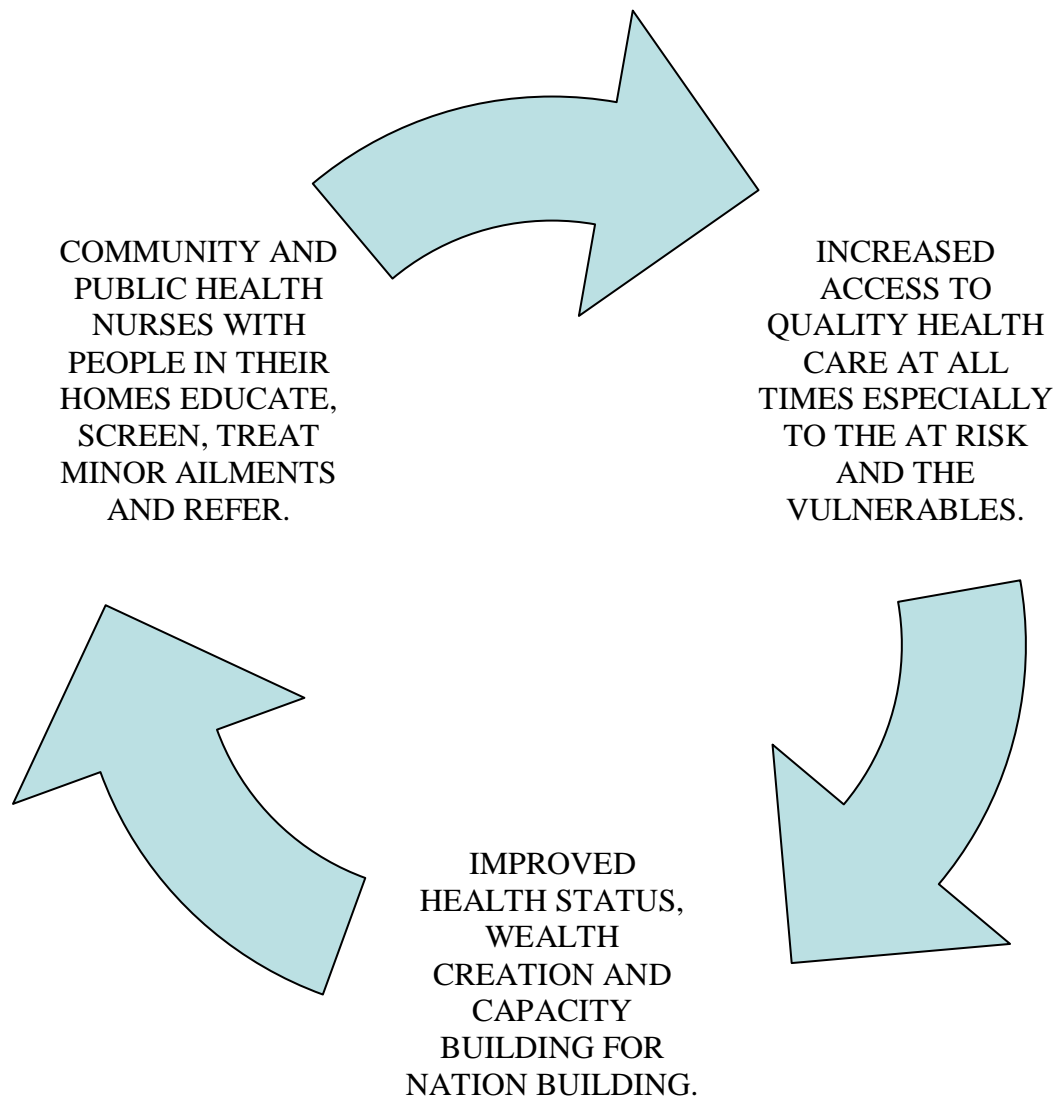 COMMUNITY AND
PUBLIC HEALTH
NURSES WITH
PEOPLE IN THEIR
HOMES EDUCATE,
SCREEN, TREAT
MINOR AILMENTS
AND REFER.
INCREASED
ACCESS TO
QUALITY HEALTH
CARE AT ALL
TIMES ESPECIALLY
TO THE AT RISK
AND THE
VULNERABLES.
IMPROVED
HEALTH STATUS,
WEALTH
CREATION AND
CAPACITY
BUILDING FOR
NATION BUILDING.